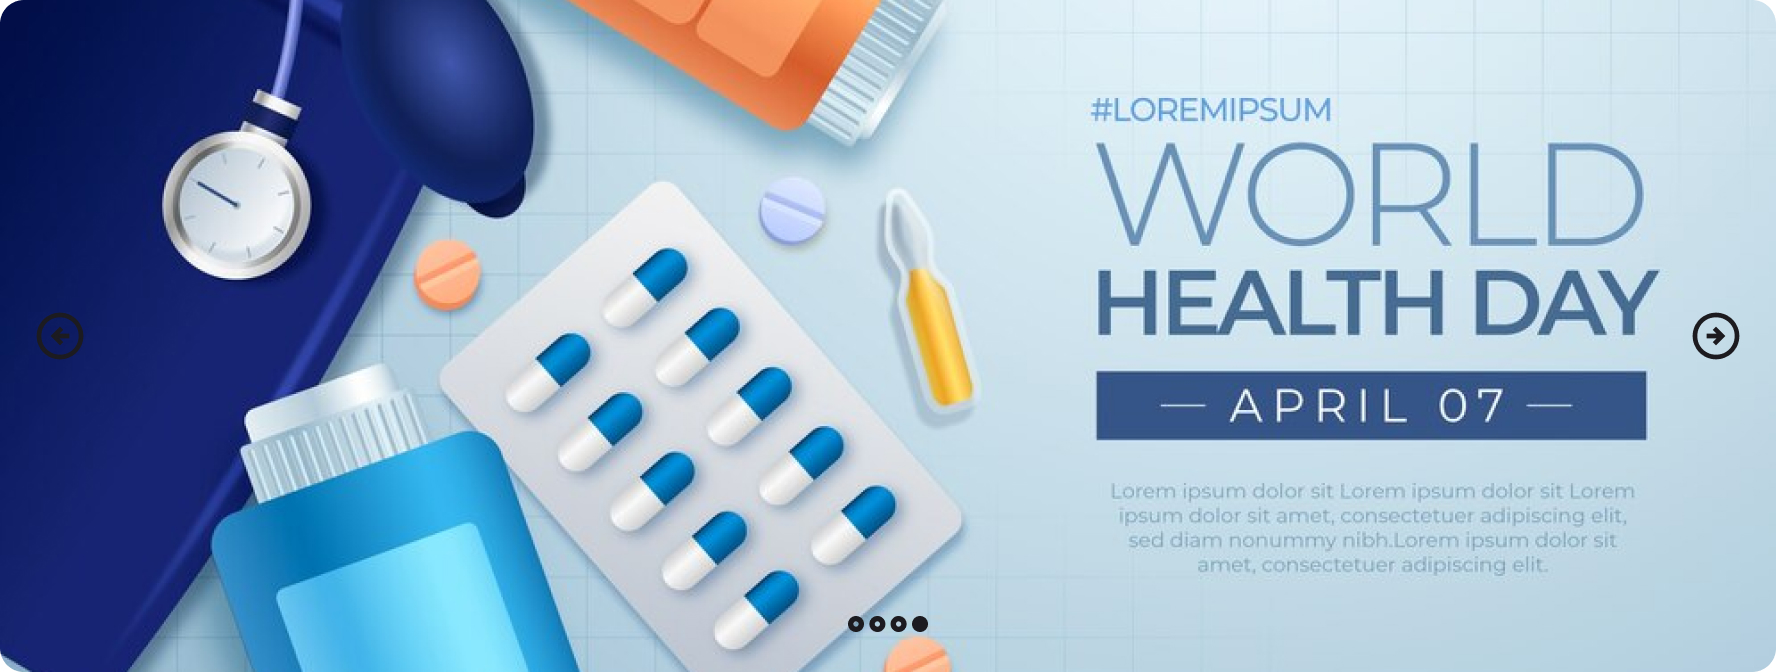 #LOREMIPSUM
WORLD
HEALTH DAY
— APRIL 07 —
Lorem ipsum dolor sit Lorem ipsum dolor sit Lorem
ipsum dolor sit amet, consectetuer adipiscing elit,
sed diam nonummy nibh.Lorem ipsum dolor sit
amet, consectetuer adipiscing elit.